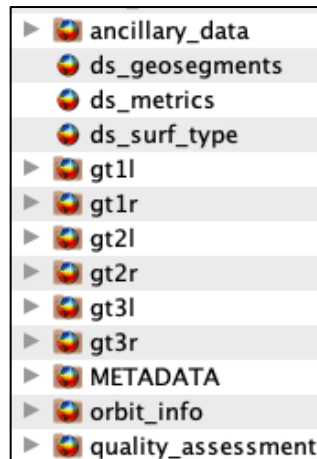 ancillary_data
ds_geosegments
ds_metrics
ds_surf_type
gt1l
gt1r
gt2l
gt2r
gt3l
gt3r
METADATA
orbit_info
quality_assessment